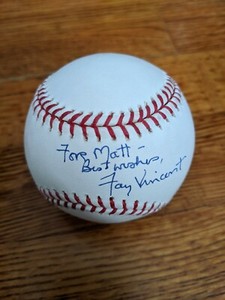 For Matt -
Best wishes,
Fay Vincent